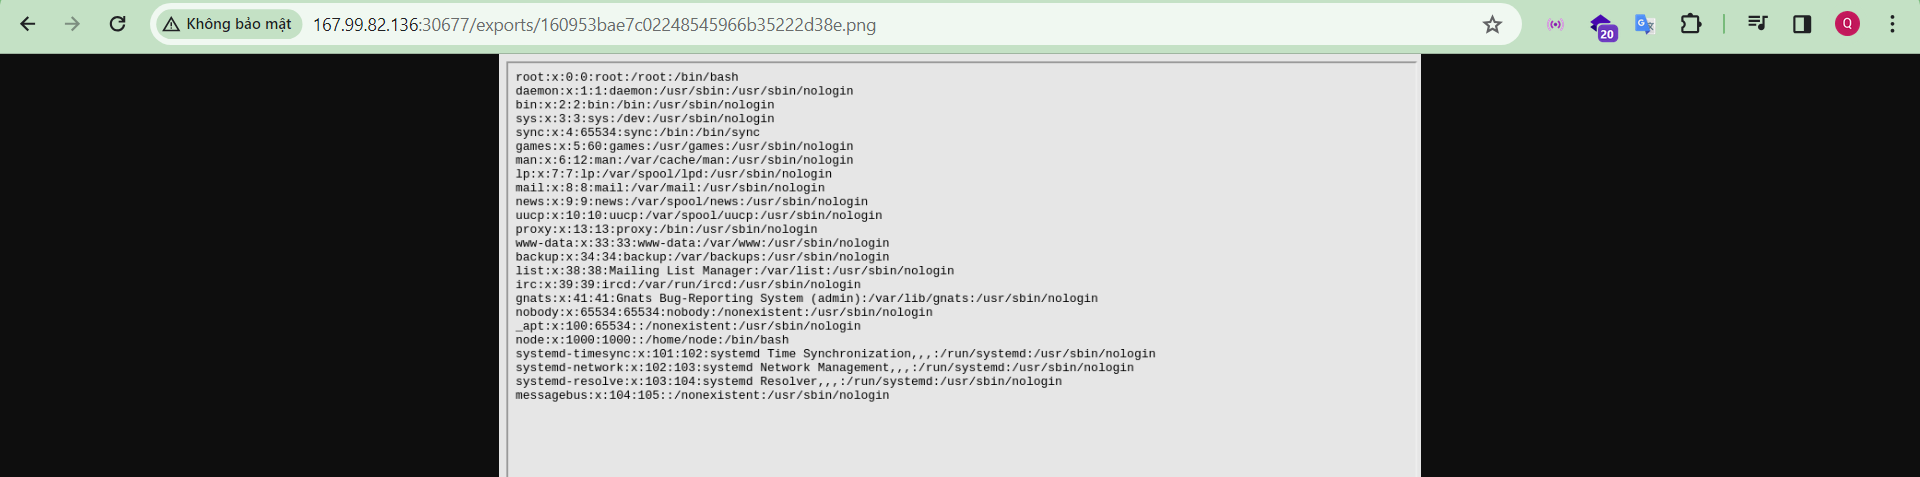 Không bảo mật
167.99.82.136:30677/exports/160953bae7c02248545966b35222d38e.png
20
Q
root:x:0:0:root:/root:/bin/bash
daemon:x:1:1:daemon:/usr/sbin:/usr/sbin/nologin
bin:x:2:2:bin:/bin:/usr/sbin/nologin
sys:x:3:3:sys:/dev:/usr/sbin/nologin
sync:x:4:65534:sync:/bin:/bin/sync
games:x:5:60:games:/usr/games:/usr/sbin/nologin
man:x:6:12:man:/var/cache/man:/usr/sbin/nologin
lp:x:7:7:lp:/var/spool/lpd:/usr/sbin/nologin
mail:x:8:8:mail:/var/mail:/usr/sbin/nologin
news:x:9:9:news:/var/spool/news:/usr/sbin/nologin
uucp:x:10:10:uucp:/var/spool/uucp:/usr/sbin/nologin
proxy:x:13:13:proxy:/bin:/usr/sbin/nologin
www-data:x:33:33:www-data:/var/www:/usr/sbin/nologin
backup:x:34:34:backup:/var/backups:/usr/sbin/nologin
list:x:38:38:Mailing List Manager:/var/list:/usr/sbin/nologin
irc:x:39:39:ircd:/var/run/ircd:/usr/sbin/nologin
gnats:x:41:41:Gnats Bug-Reporting System (admin):/var/lib/gnats:/usr/sbin/nologin
nobody:x:65534:65534:nobody:/nonexistent:/usr/sbin/nologin
_apt:x:100:65534::/nonexistent:/usr/sbin/nologin
node:x:1000:1000::/home/node:/bin/bash
systemd-timesync:x:101:102:systemd Time Synchronization,,,:/run/systemd:/usr/sbin/nologin
systemd-network:x:102:103:systemd Network Management,,,:/run/systemd:/usr/sbin/nologin
systemd-resolve:x:103:104:systemd Resolver,,,:/run/systemd:/usr/sbin/nologin
messagebus:x:104:105::/nonexistent:/usr/sbin/nologin